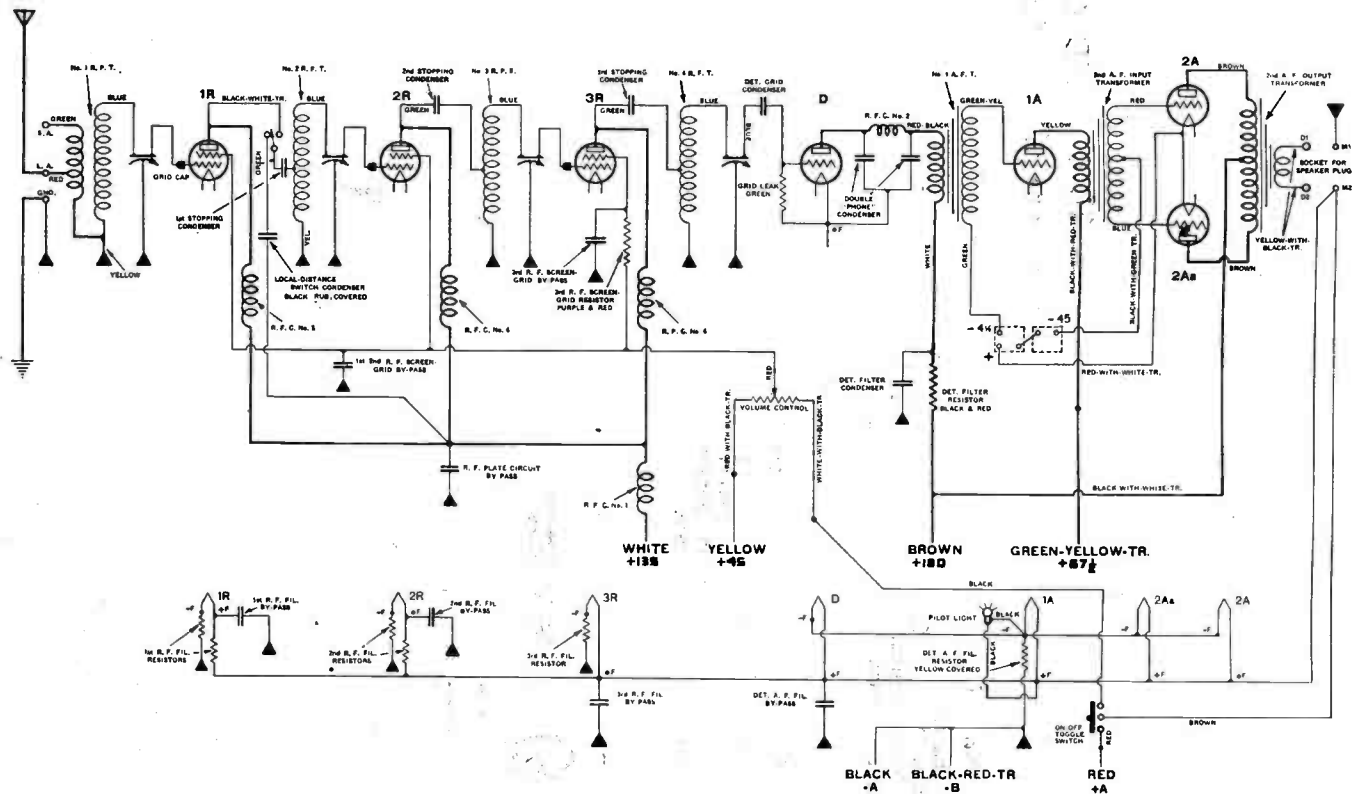 No. 1 R. F. T.
BLUE
GREEN
S. A.
L. A.
RED
GND.
YELLOW
GRID CAP
1R
BLACK-WHITE-TR.
GREEN
1st STOPPING
CONDENSER
No. 2 R. F. T.
BLUE
YEL.
LOCAL-DISTANCE
SWITCH CONDENSER
BLACK RUB. COVERED
R. F. C. No. 5
2nd STOPPING
CONDENSER
2R
GREEN
No. 3 R. F. T.
BLUE
R. F. C. No. 4
3rd STOPPING
CONDENSER
3R
GREEN
3rd R. F. SCREEN-
GRID BY-PASS
3rd R. F. SCREEN-
GRID RESISTOR
PURPLE & RED
R. F. C. No. 4
No. 4 R. F. T.
BLUE
DET. GRID
CONDENSER
BLUE
GRID LEAK
GREEN
D
R. F. C. No. 2
RED-BLACK
DOUBLE
"PHONE"
CONDENSER
+F
No. 1 A. F. T.
GREEN-YEL.
WHITE
GREEN
1A
YELLOW
BLACK-WITH-RED-TR.
2nd A. F. INPUT
TRANSFORMER
RED
BLUE
BLACK-WITH-GREEN TR.
2A
BROWN
2Aa
BROWN
2nd A. F. OUTPUT
TRANSFORMER
D1
D2
M1
SOCKET FOR
SPEAKER PLUG
M2
YELLOW-WITH-
BLACK-TR.
- 4½
- 45
+
RED-WITH-WHITE-TR.
1st 2nd R. F. SCREEN-
GRID BY-PASS
RED
VOLUME CONTROL
RED WITH BLACK-TR.
WHITE-WITH-BLACK TR
DET. FILTER
CONDENSER
DET. FILTER
RESISTOR
BLACK & RED
R. F. PLATE CIRCUIT
BY PASS
R. F. C. No. 1
BLACK WITH-WHITE-TR.
WHITE
+135
YELLOW
+45
BROWN
+180
GREEN-YELLOW-TR.
+67½
1R
-F
+F
1st R. F. FIL.
BY-PASS
1st R. F. FIL.
RESISTORS
2R
-F
+F
2nd R. F. FIL
BY-PASS
2nd R. F. FIL.
RESISTORS
3R
-F
+F
3rd R. F. FIL.
RESISTOR
3rd R. F. FIL
BY PASS
D
-F
+F
DET. A. F. FIL.
BY-PASS
BLACK
PILOT LIGHT
BLACK
BLACK
1A
-F
+F
DET. A. F. FIL.
RESISTOR
YELLOW COVERED
2Aa
-F
+F
2A
-F
+F
ON-OFF
TOGGLE
SWITCH
RED
BROWN
BLACK
-A
BLACK-RED-TR
-B
RED
+A